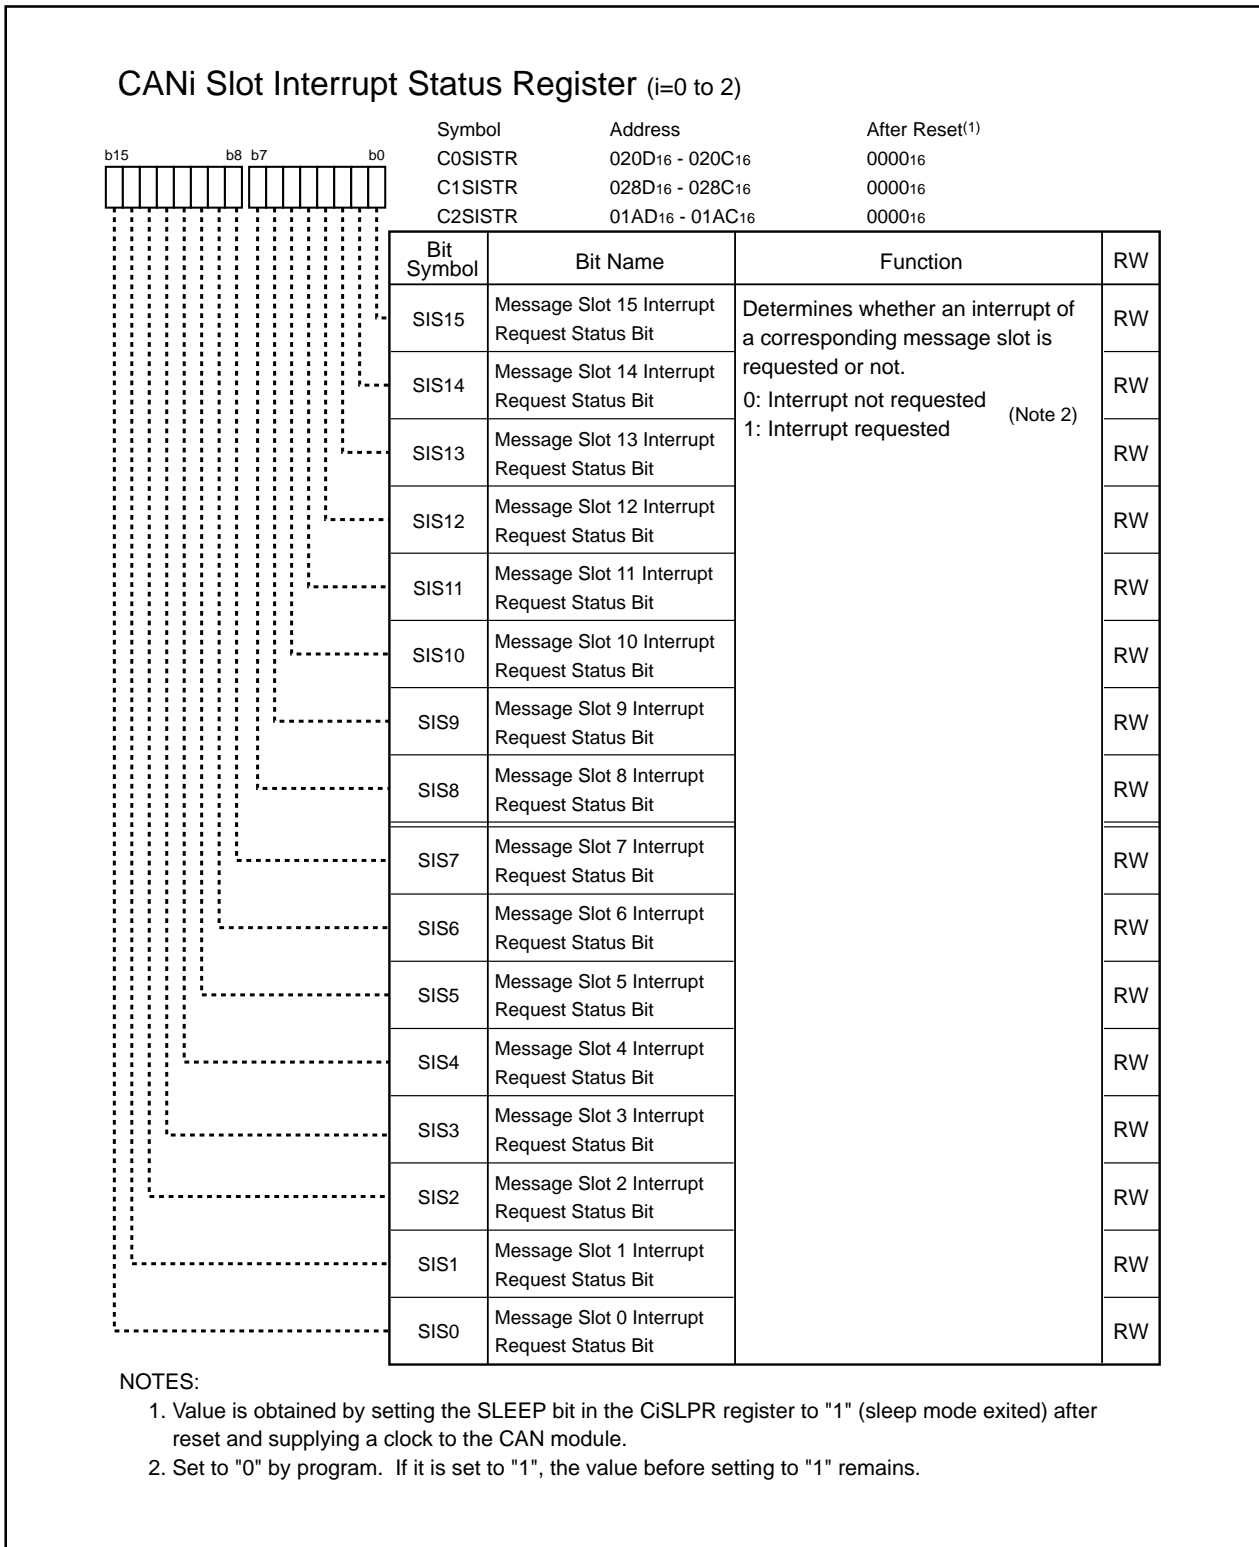 CANi Slot Interrupt Status Register (i=0 to 2)
Symbol Address After Reset(1)
b15 b8 b7 b0
C0SISTR 020D16 - 020C16 000016
C1SISTR 028D16 - 028C16 000016
C2SISTR 01AD16 - 01AC16 000016
Bit Symbol Bit Name Function RW
SIS15 Message Slot 15 Interrupt Request Status Bit RW
Determines whether an interrupt of
a corresponding message slot is
requested or not.
0: Interrupt not requested
1: Interrupt requested
(Note 2)
SIS14 Message Slot 14 Interrupt Request Status Bit RW
SIS13 Message Slot 13 Interrupt Request Status Bit RW
SIS12 Message Slot 12 Interrupt Request Status Bit RW
SIS11 Message Slot 11 Interrupt Request Status Bit RW
SIS10 Message Slot 10 Interrupt Request Status Bit RW
SIS9 Message Slot 9 Interrupt Request Status Bit RW
SIS8 Message Slot 8 Interrupt Request Status Bit RW
SIS7 Message Slot 7 Interrupt Request Status Bit RW
SIS6 Message Slot 6 Interrupt Request Status Bit RW
SIS5 Message Slot 5 Interrupt Request Status Bit RW
SIS4 Message Slot 4 Interrupt Request Status Bit RW
SIS3 Message Slot 3 Interrupt Request Status Bit RW
SIS2 Message Slot 2 Interrupt Request Status Bit RW
SIS1 Message Slot 1 Interrupt Request Status Bit RW
SIS0 Message Slot 0 Interrupt Request Status Bit RW
NOTES:
1. Value is obtained by setting the SLEEP bit in the CiSLPR register to "1" (sleep mode exited) after
reset and supplying a clock to the CAN module.
2. Set to "0" by program. If it is set to "1", the value before setting to "1" remains.